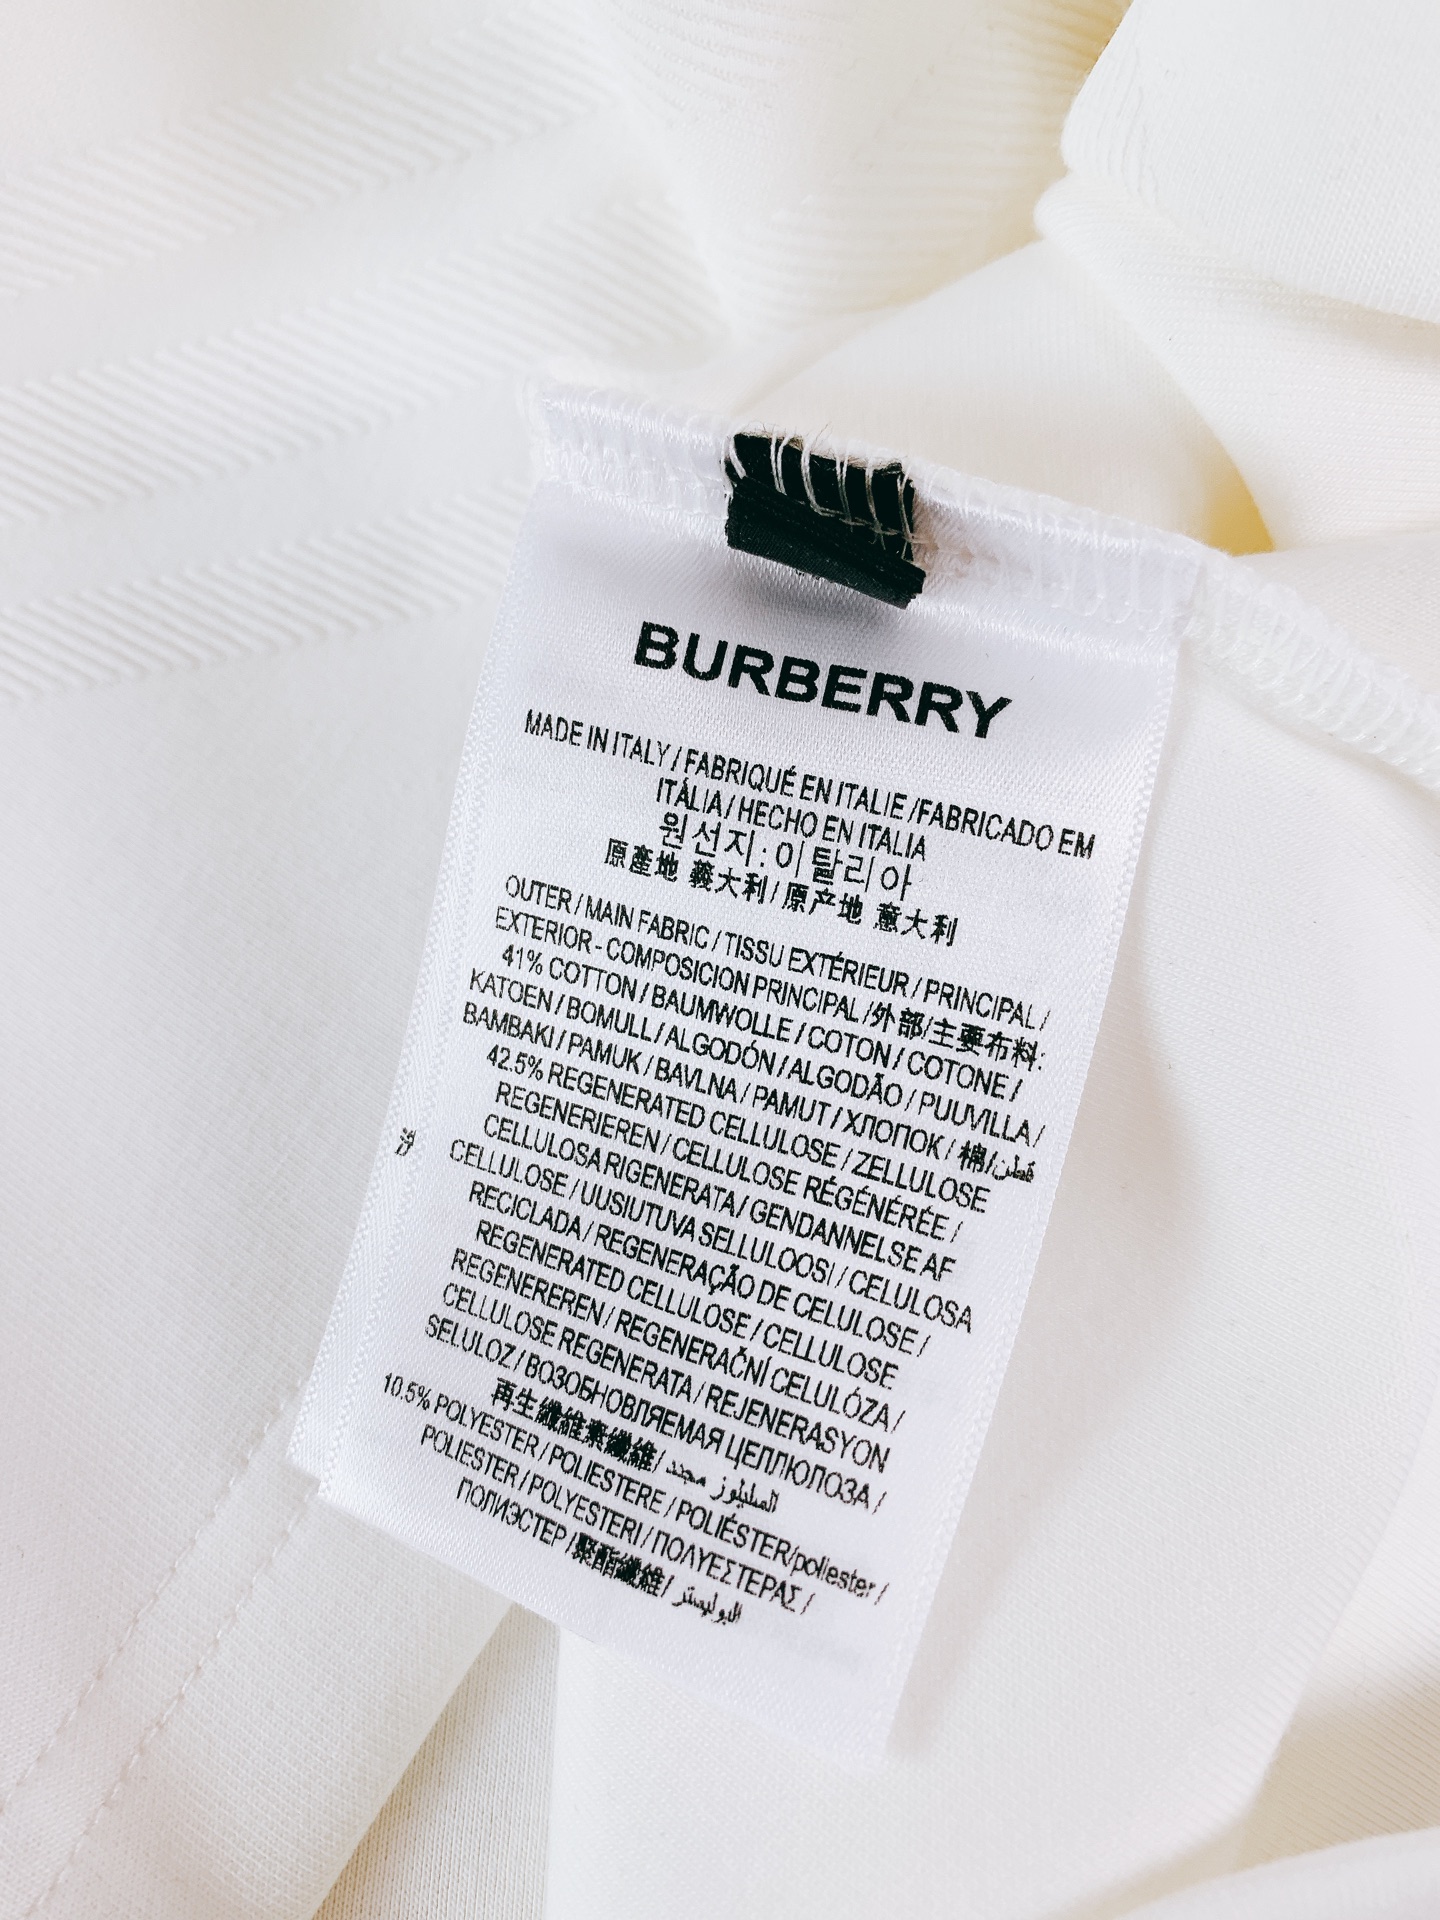 BURBERRY
MADE IN ITALY / FABRIQUÉ EN ITALIE /FABRICADO EM
ITÁLIA / HECHO EN ITALIA
원선지 : 이탈리아
原產地 義大利 / 原产地 意大利
OUTER / MAIN FABRIC / TISSU EXTÉRIEUR / PRINCIPAL /
EXTERIOR - COMPOSICION PRINCIPAL /外部/主要布料:
41% COTTON / BAUMWOLLE / COTON / COTONE /
KATOEN / BOMULL / ALGODÓN / ALGODÃO / PUUVILLA /
BAMBAKI / PAMUK / BAVLNA / PAMUT / ХЛОПОК / 棉/قطن
42.5% REGENERATED CELLULOSE / ZELLULOSE
REGENERIEREN / CELLULOSE RÉGÉNÉRÉE /
CELLULOSA RIGENERATA / GENDANNELSE AF
CELLULOSE / UUSIUTUVA SELLULOOSI / CELULOSA
RECICLADA / REGENERAÇÃO DE CELULOSE /
REGENERATED CELLULOSE / CELLULOSE
REGENEREREN / REGENERAČNÍ CELULÓZA /
CELLULOSE REGENERATA / REJENERASYON
SELULOZ / ВОЗОБНОВЛЯЕМАЯ ЦЕЛЛЮЛОЗА /
再生纖維素纖維/ السليلوز مجدد
10.5% POLYESTER / POLIESTERE / POLIÉSTER/poliester /
POLIESTER / POLYESTERI / ΠΟΛΥΕΣΤΕΡΑΣ /
ПОЛИЭСТЕР /聚酯纖維/ البوليستر